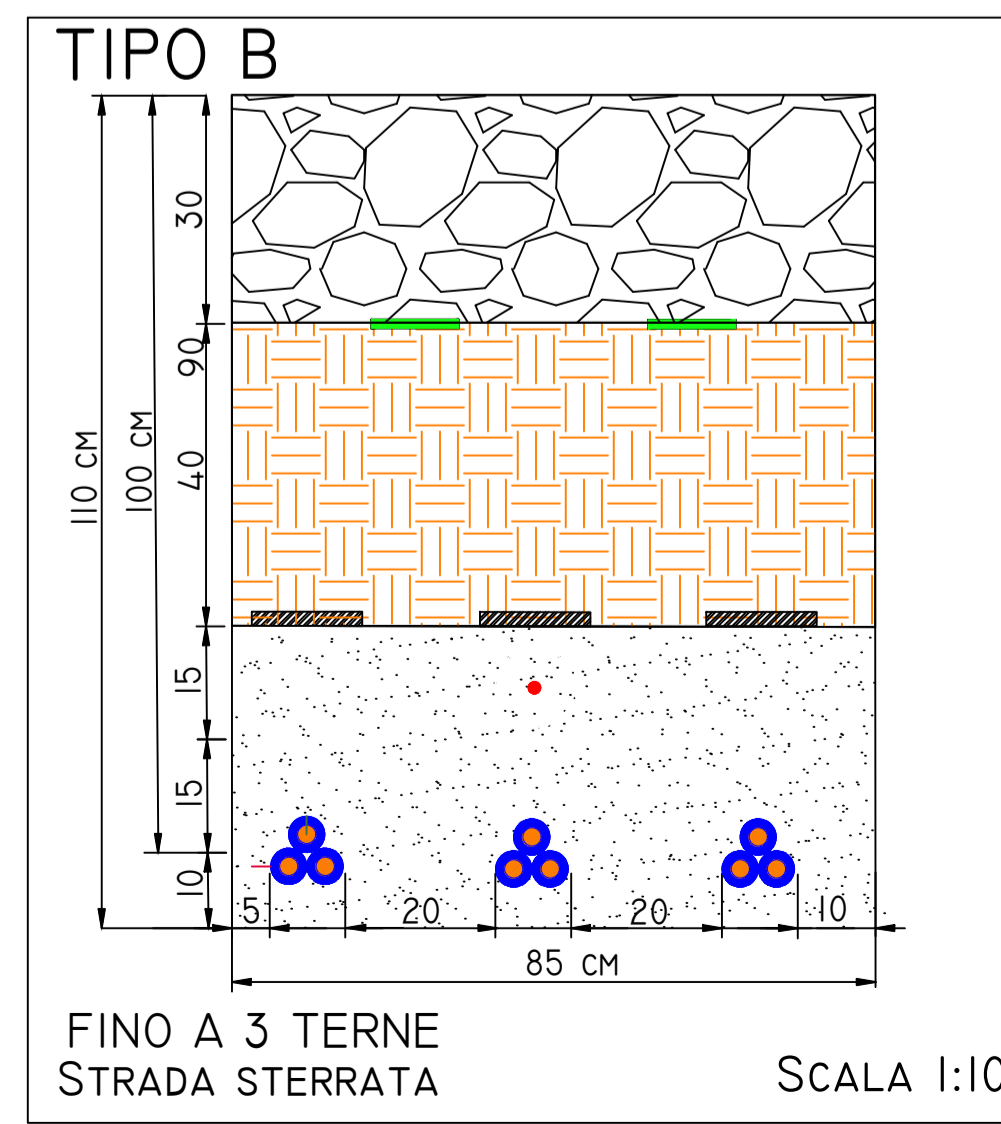 TIPO B
30
90
40
110 CM
100 CM
15
15
10
5
20
20
10
85 CM
FINO A 3 TERNE
STRADA STERRATA
SCALA 1:10